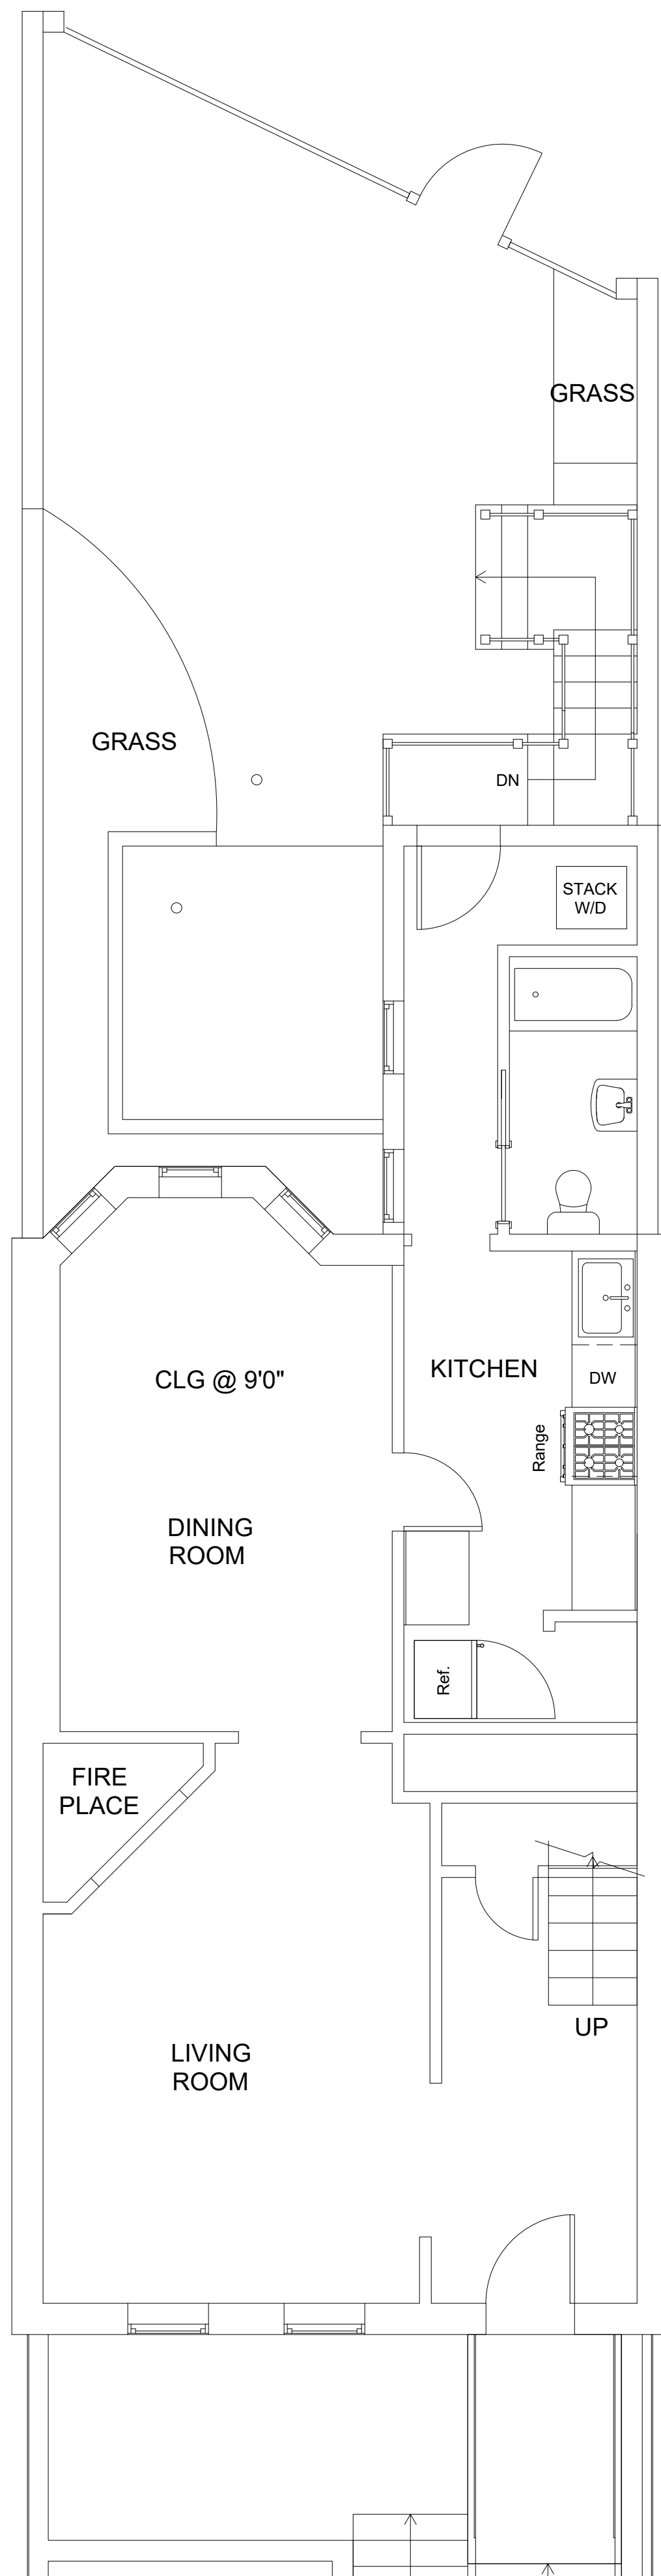 GRASS
GRASS
DN
STACK
W/D
KITCHEN
CLG @ 9'0"
DW
Range
DINING
ROOM
Ref.
FIRE
PLACE
UP
LIVING
ROOM